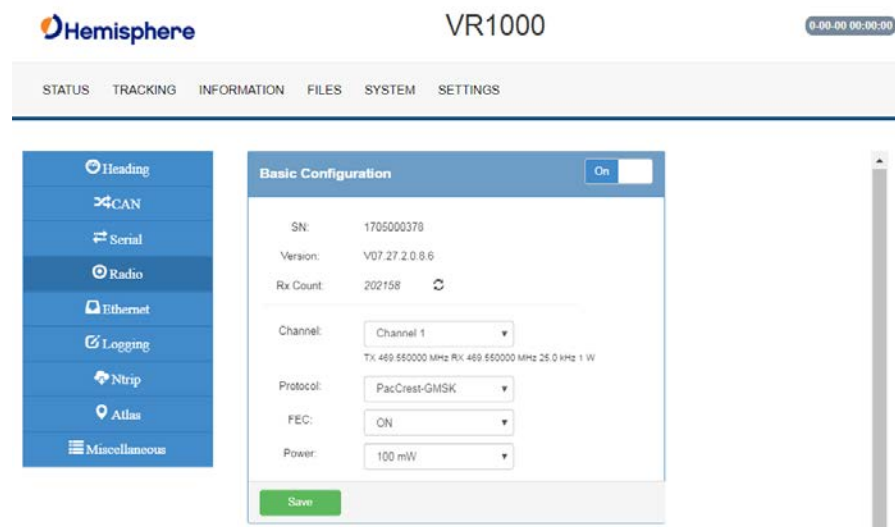 Hemisphere
VR1000
0-00-00 00:00:00
STATUS TRACKING INFORMATION FILES SYSTEM SETTINGS
Heading
CAN
Serial
Radio
Ethernet
Logging
Ntrip
Atlas
Miscellaneous
Basic Configuration On
SN: 1705000378
Version: V07.27.2.0.8.6
Rx Count: 202158
Channel: Channel 1
TX 469.550000 MHz RX 469.550000 MHz 25.0 kHz 1 W
Protocol: PacCrest-GMSK
FEC: ON
Power: 100 mW
Save